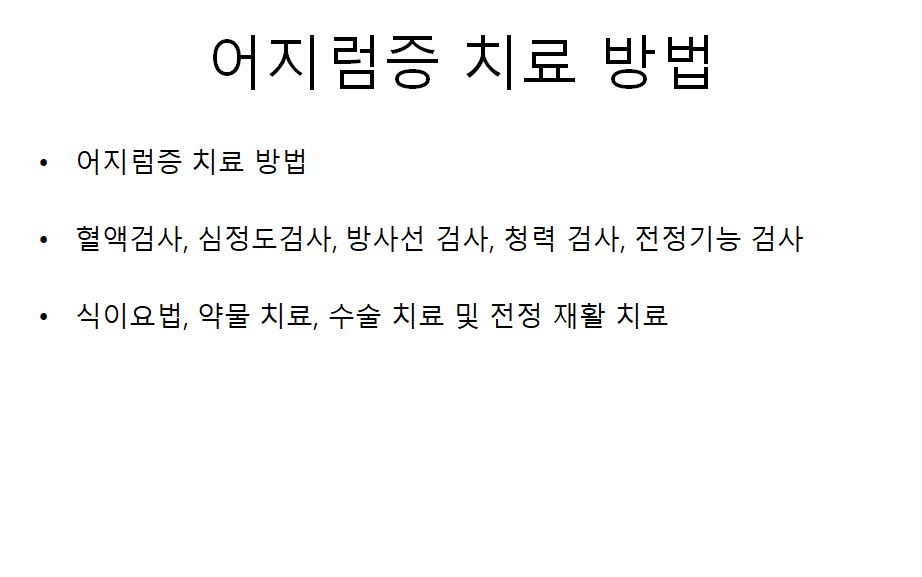 어지럼증 치료 방법
• 어지럼증 치료 방법
• 혈액검사, 심정도검사, 방사선 검사, 청력 검사, 전정기능 검사
• 식이요법, 약물 치료, 수술 치료 및 전정 재활 치료